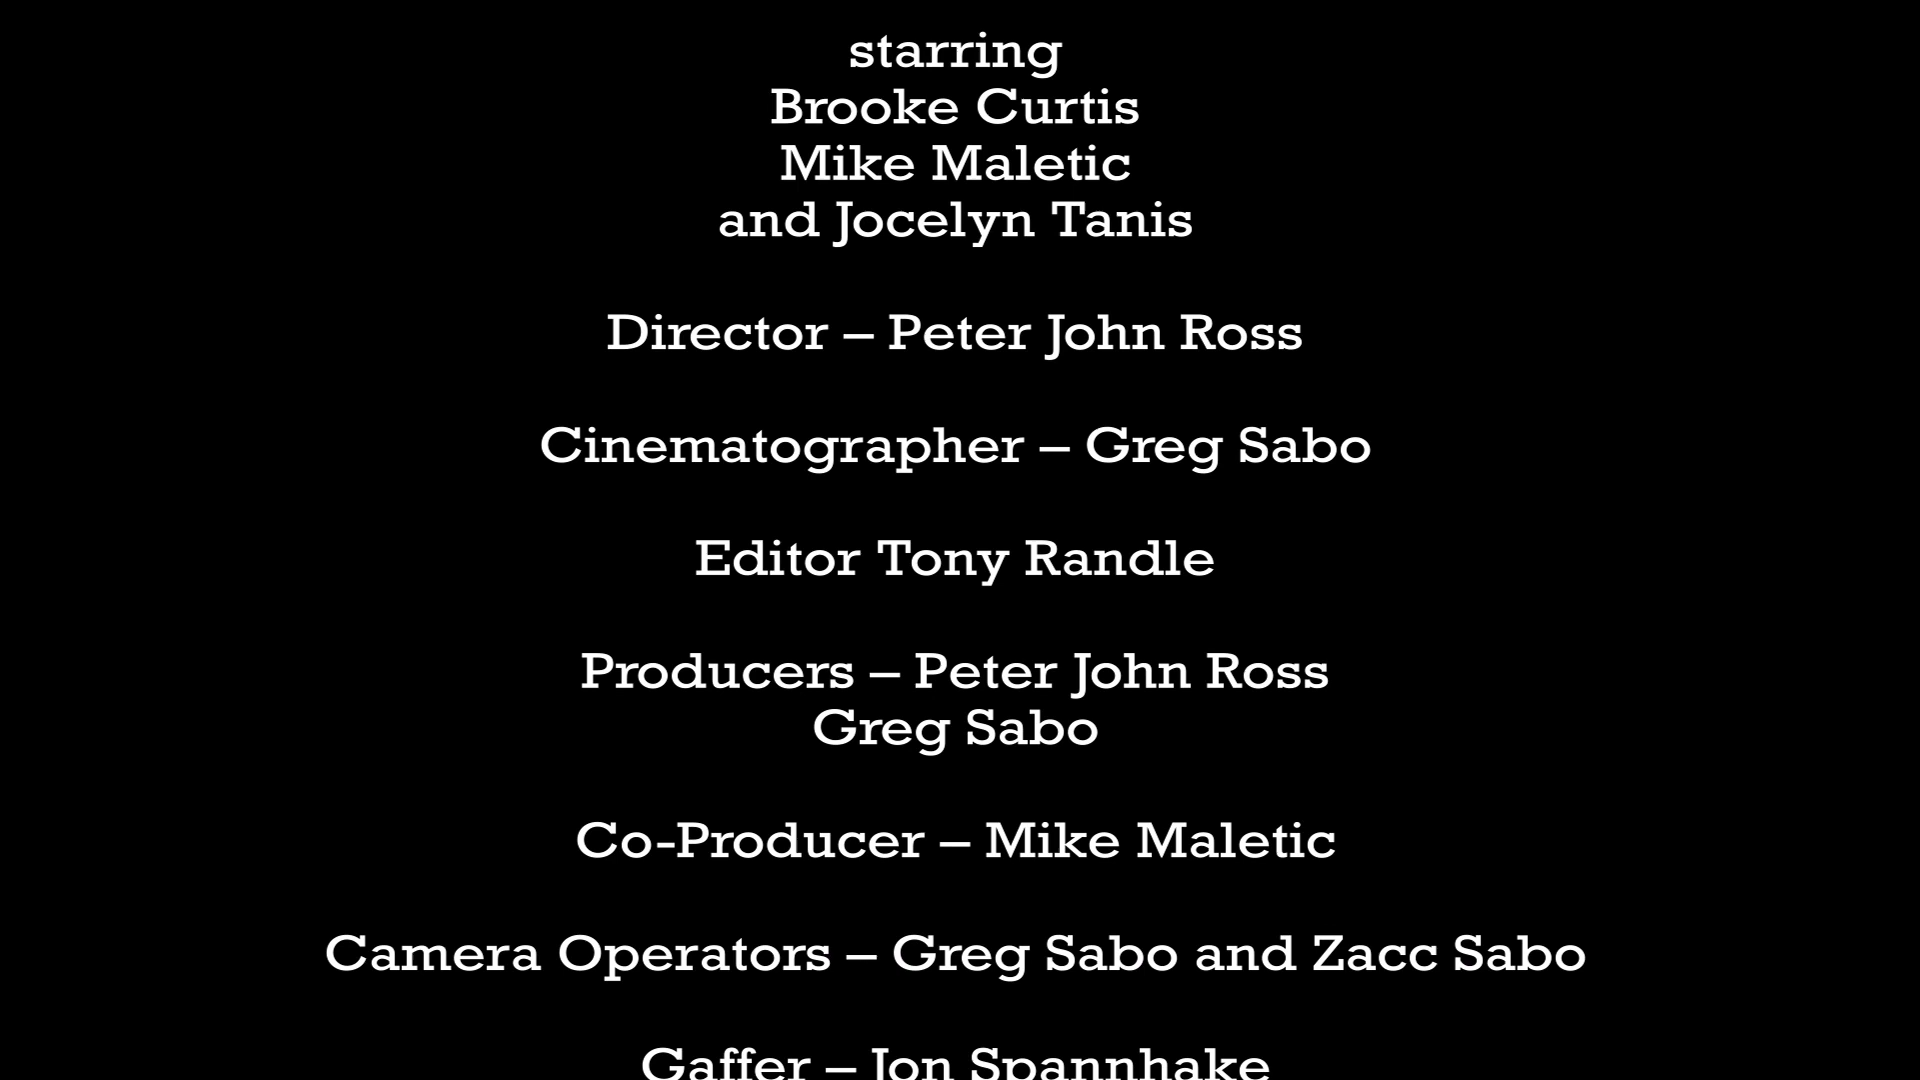 starring
Brooke Curtis
Mike Maletic
and Jocelyn Tanis
Director – Peter John Ross
Cinematographer – Greg Sabo
Editor Tony Randle
Producers – Peter John Ross
Greg Sabo
Co-Producer – Mike Maletic
Camera Operators – Greg Sabo and Zacc Sabo
Gaffer – Jon Spannhake